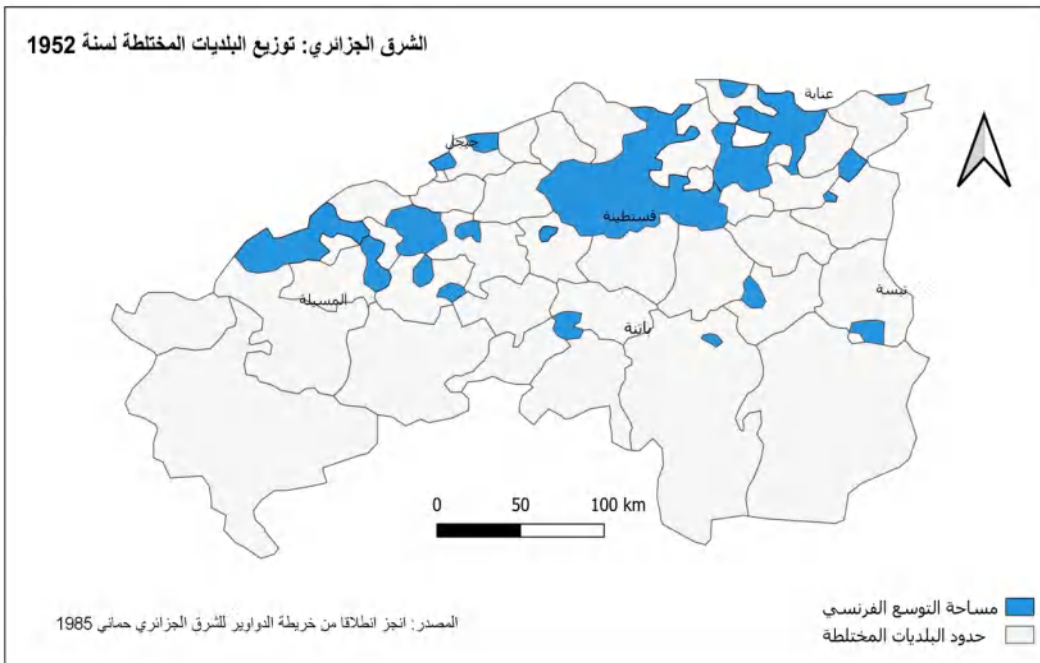 الشرق الجزائري: توزيع البلديات المختلطة لسنة 1952
عنابة
جيجل
قسنطينة
تبسة
المسيلة
باتنة
0 50 100 km
مساحة التوسع الفرنسي
حدود البلديات المختلطة
المصدر: انجز انطلاقا من خريطة الدواوير للشرق الجزائري حماني 1985